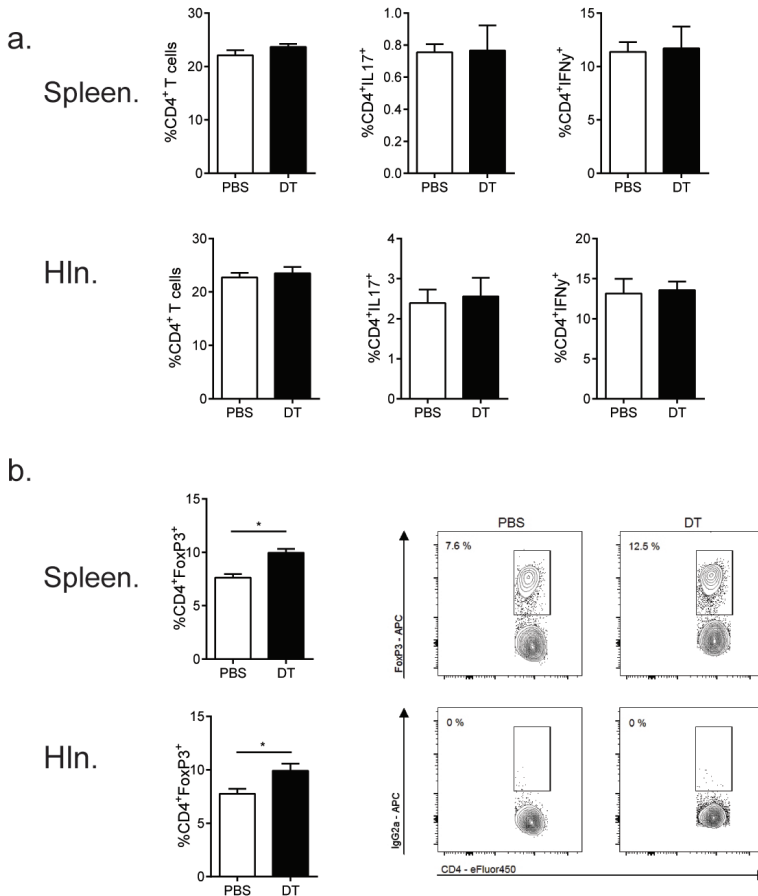 a.
Spleen.
%CD4+ T cells
30
20
10
0
PBS DT
%CD4+IL17+
1.0
0.8
0.6
0.4
0.2
0.0
PBS DT
%CD4+IFNy+
15
10
5
0
PBS DT
Hln.
%CD4+ T cells
30
20
10
0
PBS DT
%CD4+IL17+
4
3
2
1
0
PBS DT
%CD4+IFNy+
20
15
10
5
0
PBS DT
b.
Spleen.
%CD4+FoxP3+
15
10
5
0
*
PBS DT
PBS
DT
FoxP3 - APC
7.6 %
12.5 %
Hln.
%CD4+FoxP3+
15
10
5
0
*
PBS DT
IgG2a - APC
0 %
0 %
CD4 - eFluor450